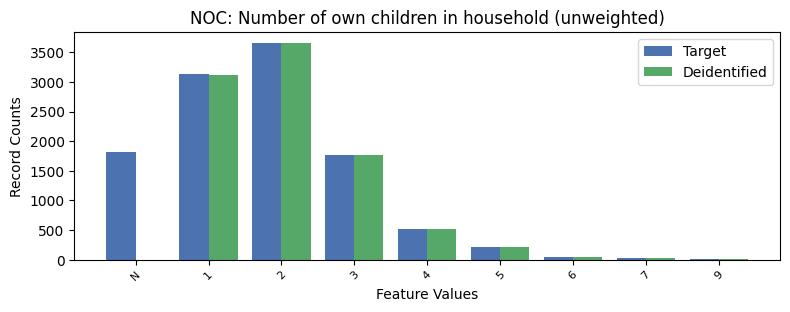 NOC: Number of own children in household (unweighted)
Target
Deidentified
Record Counts
3500
3000
2500
2000
1500
1000
500
0
N 1 2 3 4 5 6 7 9
Feature Values